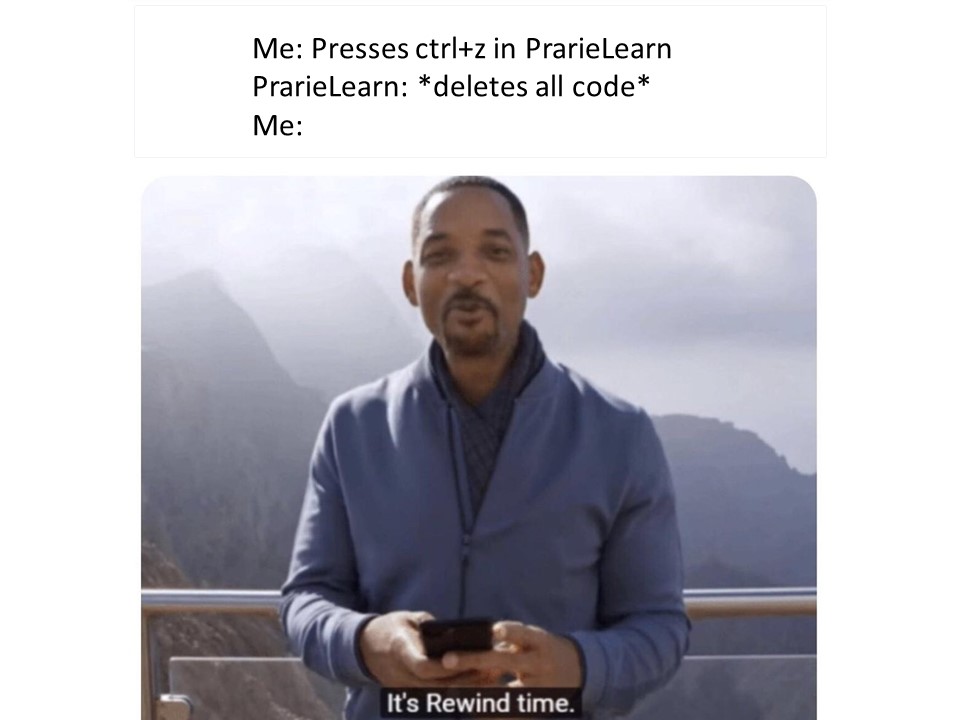 Me: Presses ctrl+z in PrarieLearn
PrarieLearn: *deletes all code*
Me:
It's Rewind time.